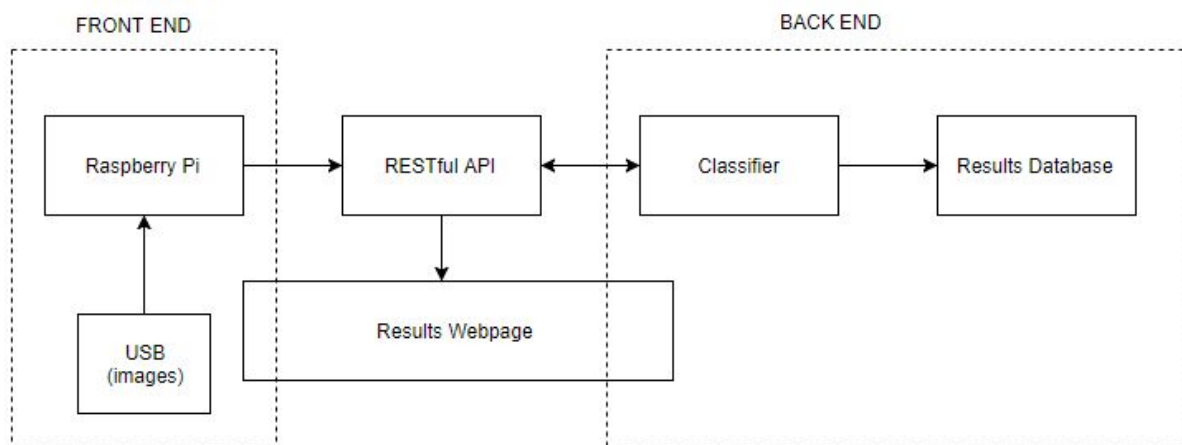 FRONT END
BACK END
Raspberry Pi
RESTful API
Classifier
Results Database
Results Webpage
USB
(images)